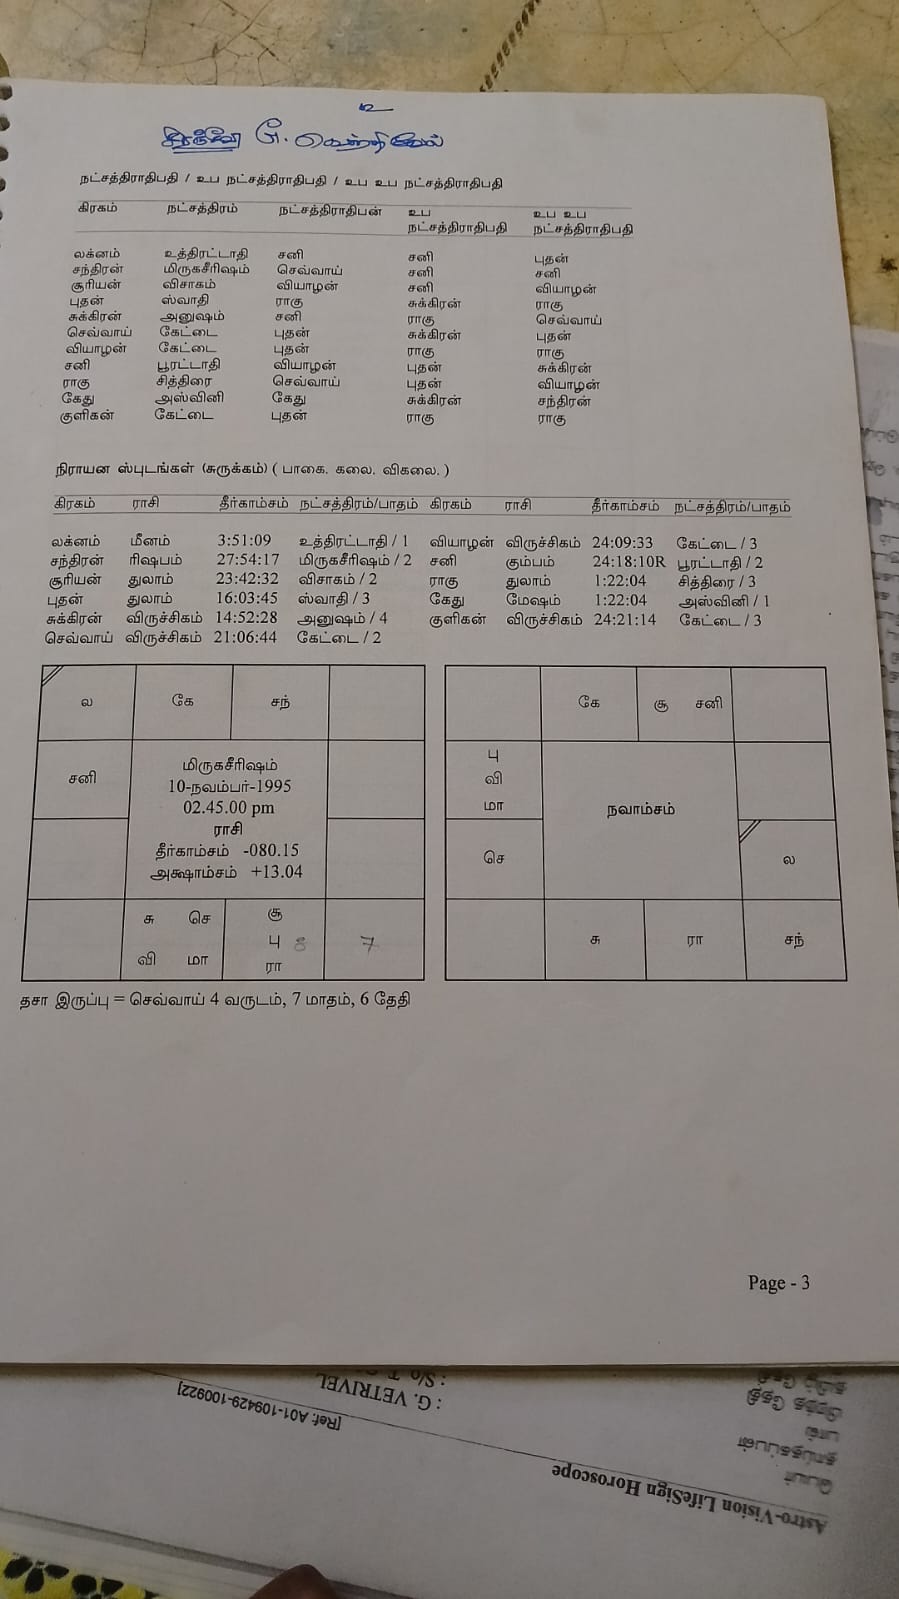 உ
G. வெற்றிவேல்
நட்சத்திராதிபதி / உப நட்சத்திராதிபதி / உப உப நட்சத்திராதிபதி
கிரகம் நட்சத்திரம் நட்சத்திராதிபன் உப நட்சத்திராதிபதி உப உப நட்சத்திராதிபதி
லக்னம் உத்திரட்டாதி சனி சனி புதன்
சந்திரன் மிருகசீரிஷம் செவ்வாய் சனி சனி
சூரியன் விசாகம் வியாழன் சனி வியாழன்
புதன் ஸ்வாதி ராகு சுக்கிரன் ராகு
சுக்கிரன் அனுஷம் சனி ராகு செவ்வாய்
செவ்வாய் கேட்டை புதன் சுக்கிரன் புதன்
வியாழன் கேட்டை புதன் ராகு ராகு
சனி பூரட்டாதி வியாழன் புதன் சுக்கிரன்
ராகு சித்திரை செவ்வாய் புதன் வியாழன்
கேது அஸ்வினி கேது சுக்கிரன் சந்திரன்
குளிகன் கேட்டை புதன் ராகு ராகு
நிராயன ஸ்புடங்கள் (சுருக்கம்) ( பாகை. கலை. விகலை. )
கிரகம் ராசி தீர்காம்சம் நட்சத்திரம்/பாதம் கிரகம் ராசி தீர்காம்சம் நட்சத்திரம்/பாதம்
லக்னம் மீனம் 3:51:09 உத்திரட்டாதி / 1 வியாழன் விருச்சிகம் 24:09:33 கேட்டை / 3
சந்திரன் ரிஷபம் 27:54:17 மிருகசீரிஷம் / 2 சனி கும்பம் 24:18:10R பூரட்டாதி / 2
சூரியன் துலாம் 23:42:32 விசாகம் / 2 ராகு துலாம் 1:22:04 சித்திரை / 3
புதன் துலாம் 16:03:45 ஸ்வாதி / 3 கேது மேஷம் 1:22:04 அஸ்வினி / 1
சுக்கிரன் விருச்சிகம் 14:52:28 அனுஷம் / 4 குளிகன் விருச்சிகம் 24:21:14 கேட்டை / 3
செவ்வாய் விருச்சிகம் 21:06:44 கேட்டை / 2
ல கே சந்
சனி
மிருகசீரிஷம்
10-நவம்பர்-1995
02.45.00 pm
ராசி
தீர்காம்சம் -080.15
அக்ஷாம்சம் +13.04
சு செ
வி மா
சூ
பு 8
ரா
7
கே சூ சனி
பு
வி
மா
நவாம்சம்
செ
ல
சு ரா சந்
தசா இருப்பு = செவ்வாய் 4 வருடம், 7 மாதம், 6 தேதி
Page - 3
: S/o T
: G. VETRIVEL
[Ref: A01-109429-100922]
பிறந்த தேதி
பால்
பெயர்
Astro-Vision LifeSign Horoscope